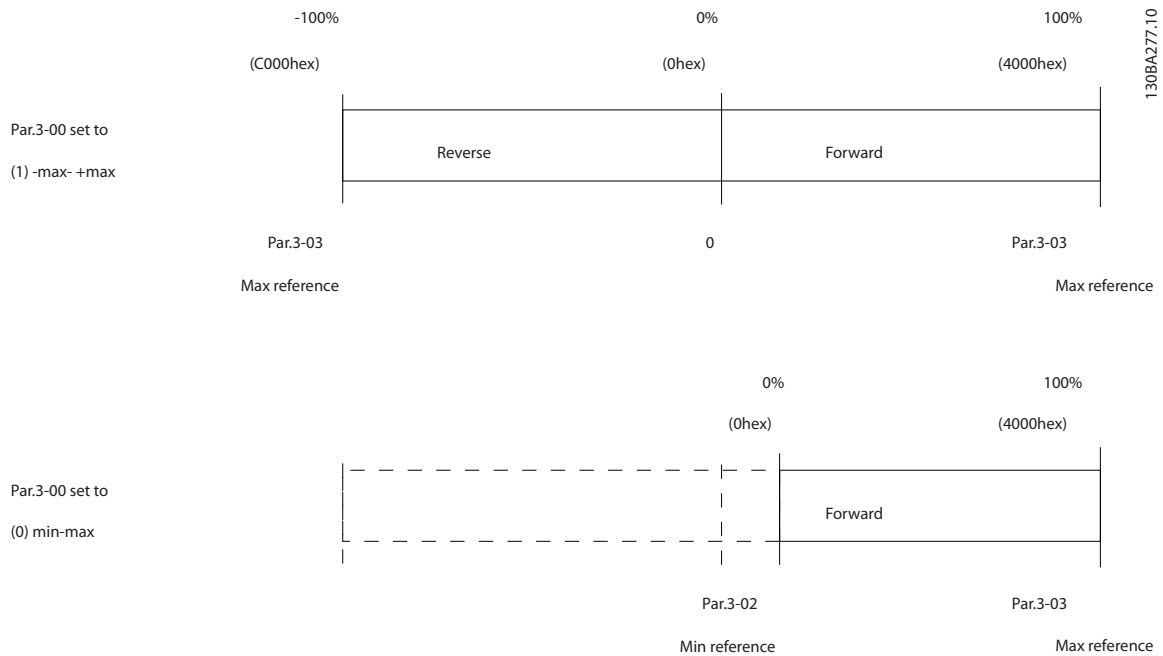 -100%
0%
100%
(C000hex)
(0hex)
(4000hex)
130BA277.10
Par.3-00 set to
(1) -max- +max
Reverse
Forward
Par.3-03
0
Par.3-03
Max reference
Max reference
0%
100%
(0hex)
(4000hex)
Par.3-00 set to
(0) min-max
Forward
Par.3-02
Par.3-03
Min reference
Max reference